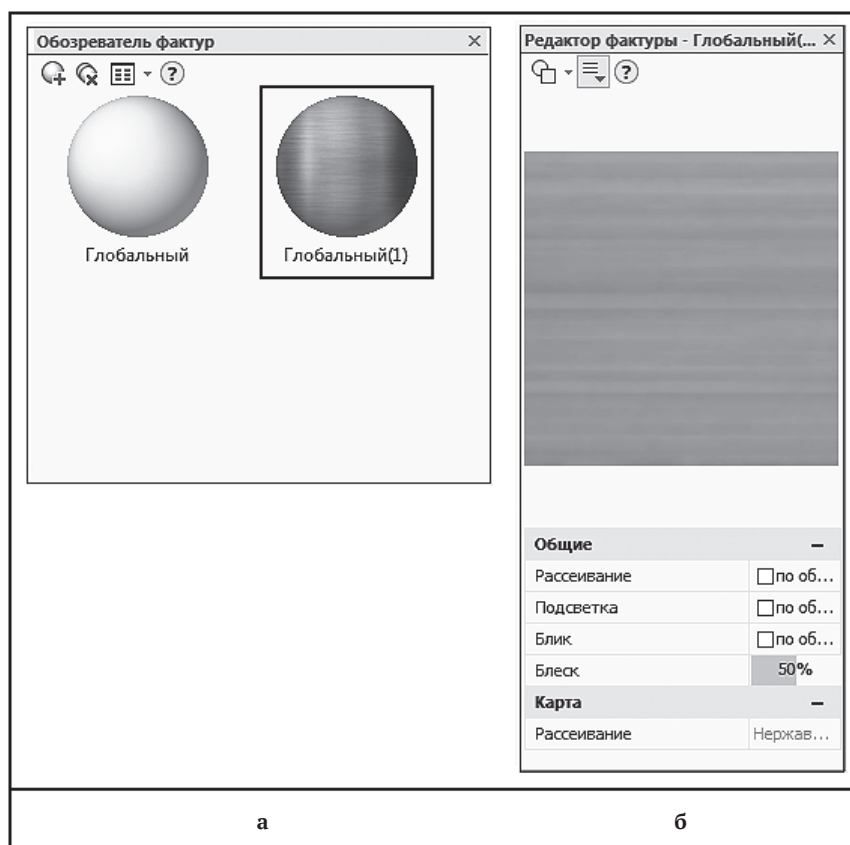 Обозреватель фактур
Глобальный
Глобальный(1)
Редактор фактуры - Глобальный(...
Общие
Рассеивание по об...
Подсветка по об...
Блик по об...
Блеск 50%
Карта
Рассеивание Нержав...
а
б